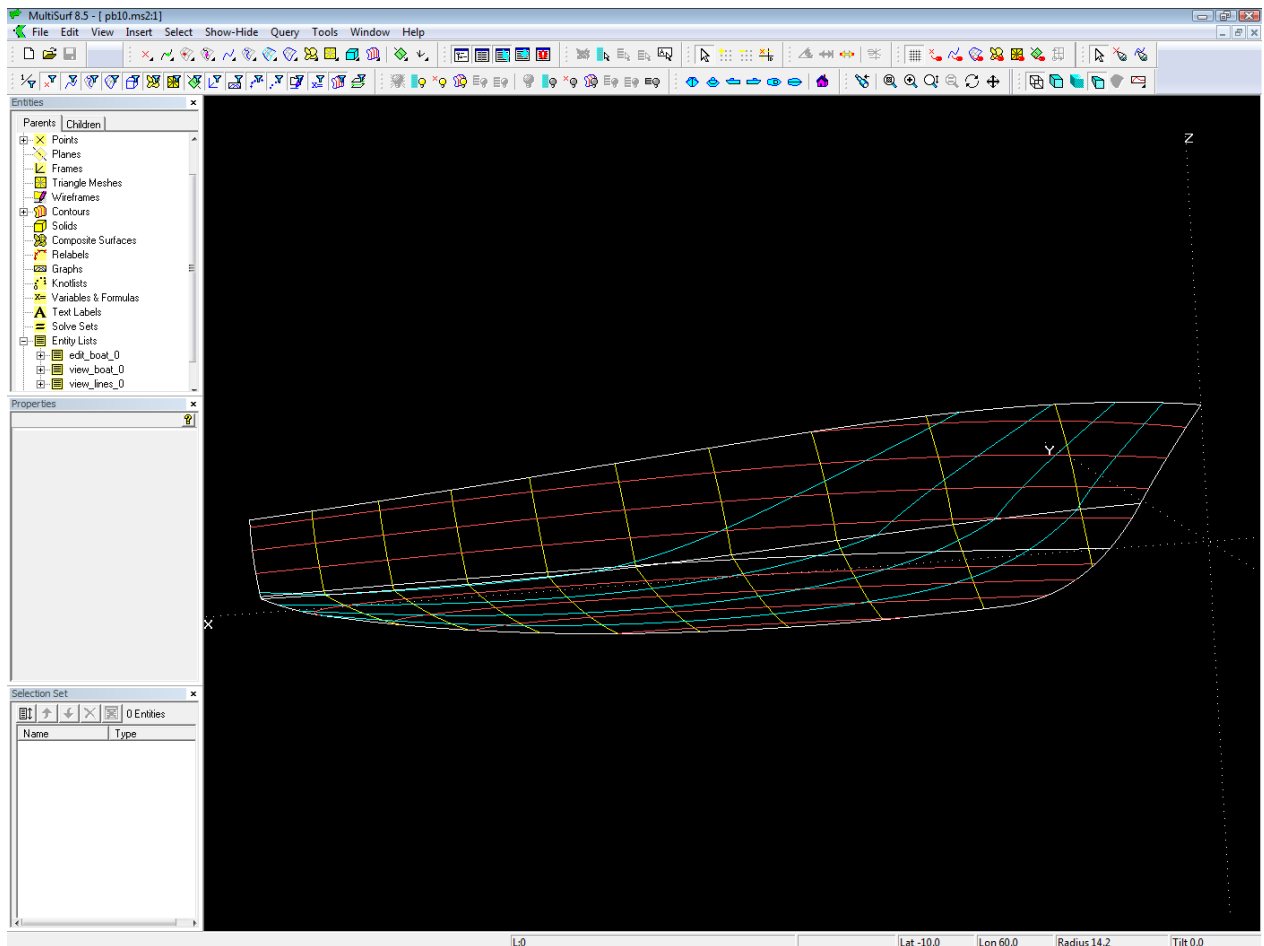 MultiSurf 8.5 - [ pb10.ms2:1]
File Edit View Insert Select Show-Hide Query Tools Window Help
Entities
Parents Children
Points
Planes
Frames
Triangle Meshes
Wireframes
Contours
Solids
Composite Surfaces
Relabels
Graphs
Knotlists
Variables & Formulas
Text Labels
Solve Sets
Entity Lists
edit_boat_0
view_boat_0
view_lines_0
Properties
Selection Set
0 Entities
Name Type
Z
Y
X
L:0 Lat -10.0 Lon 60.0 Radius 14.2 Tilt 0.0